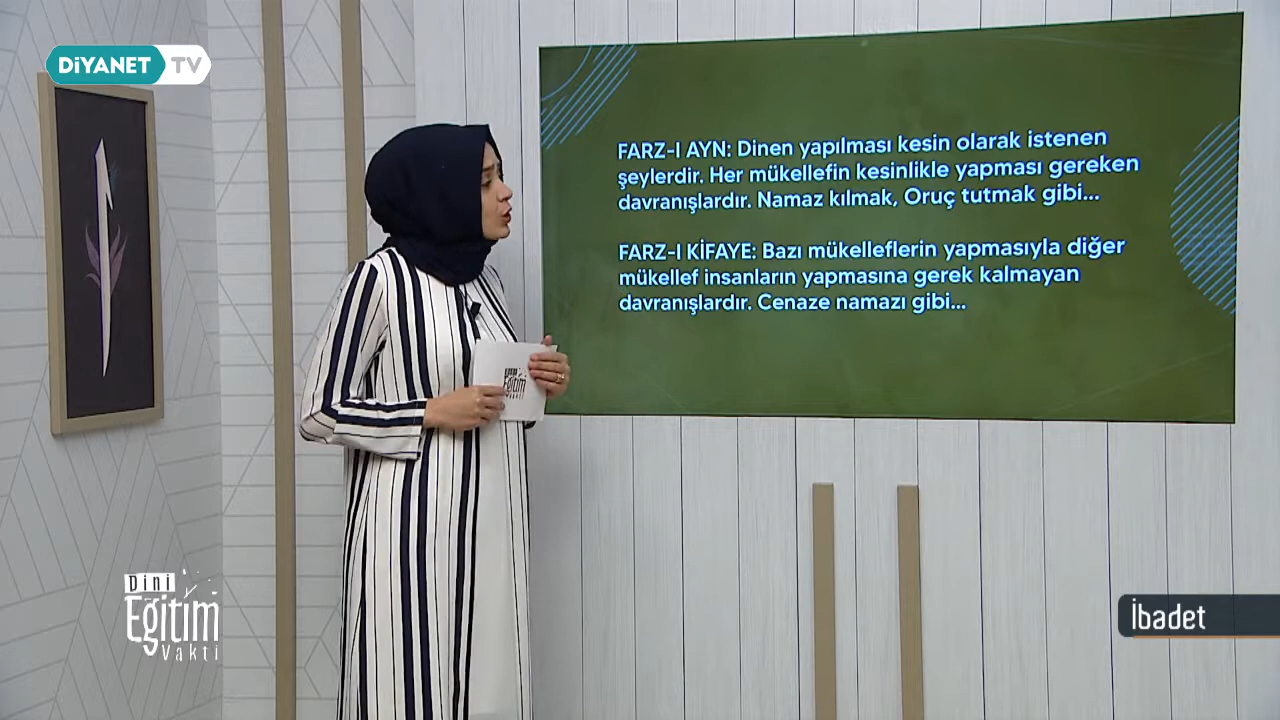 DİYANET TV
FARZ-I AYN: Dinen yapılması kesin olarak istenen
şeylerdir. Her mükellefin kesinlikle yapması gereken
davranışlardır. Namaz kılmak, Oruç tutmak gibi...
FARZ-I KİFAYE: Bazı mükelleflerin yapmasıyla diğer
mükellef insanların yapmasına gerek kalmayan
davranışlardır. Cenaze namazı gibi...
Eğitim
Vakti
Dini
Eğitim
Vakti
İbadet